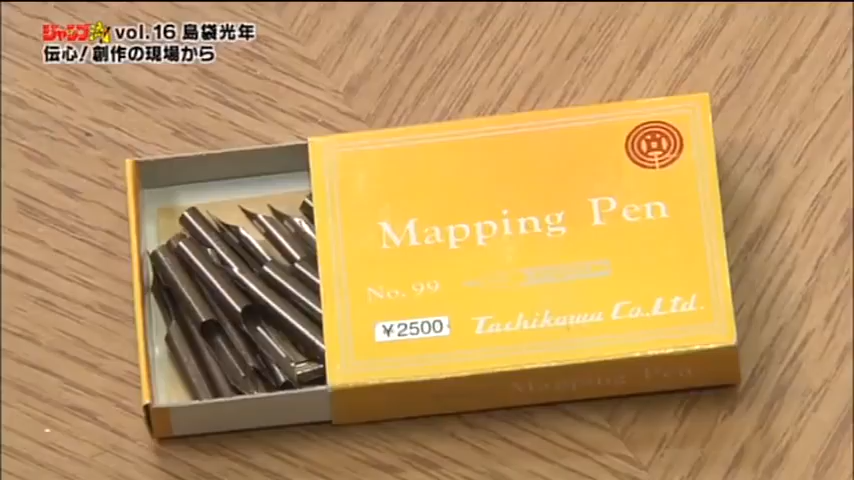 ジャンプ流 vol.16 島袋光年
伝心!創作の現場から
Mapping Pen
No. 99
¥2500
Tachikawa Co.Ltd.
Mapping Pen